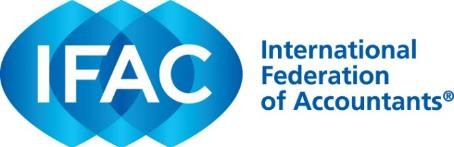 IFAC
International
Federation
of Accountants®